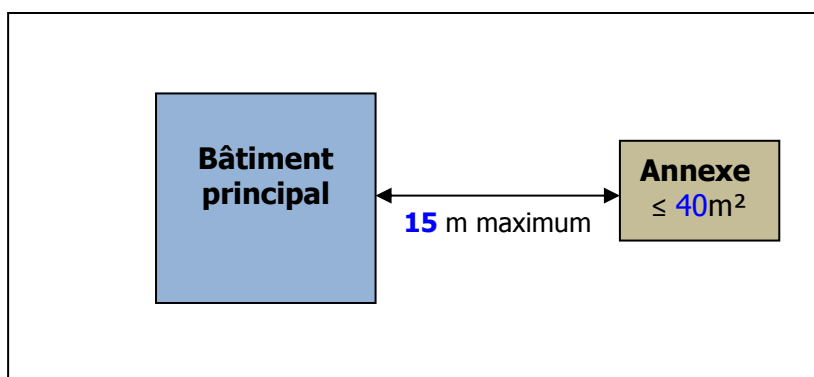 Bâtiment
principal
15 m maximum
Annexe
≤ 40m²